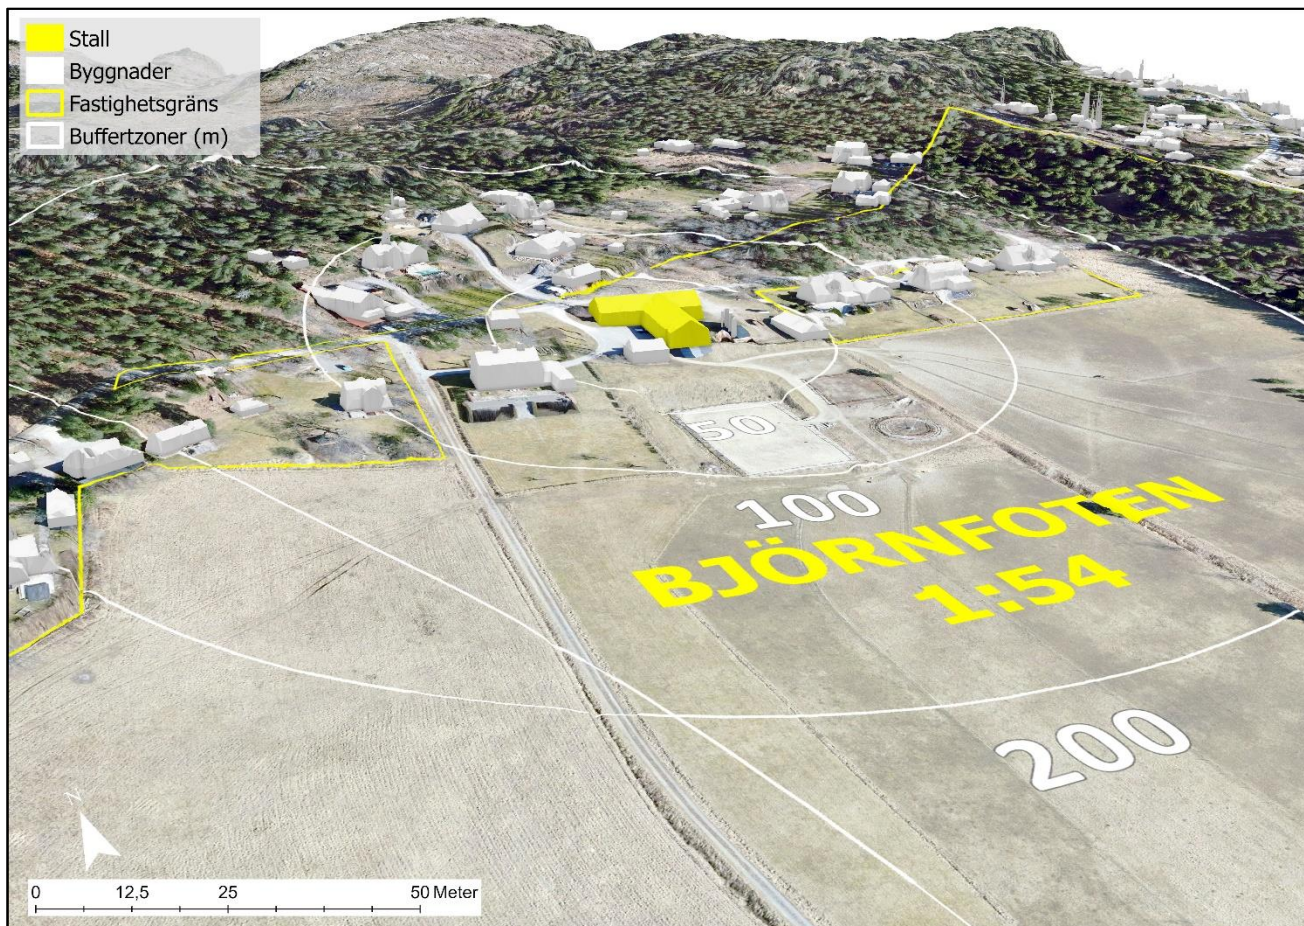 Stall
Byggnader
Fastighetsgräns
Buffertzoner (m)
50
100
BJÖRNFOTEN
1:54
200
N
0 12,5 25 50 Meter